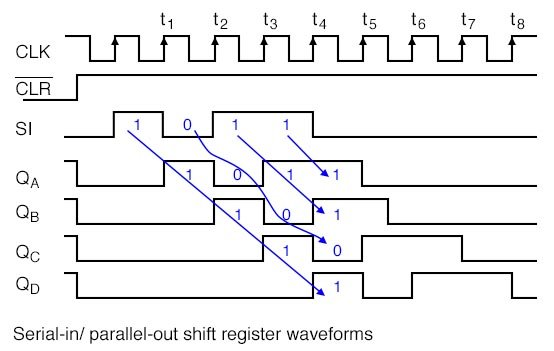 t1 t2 t3 t4 t5 t6 t7 t8
CLK
CLR
SI 1 0 1 1
QA 1 0 1 1
QB 1 0 1
QC 1 0
QD 1
Serial-in/ parallel-out shift register waveforms